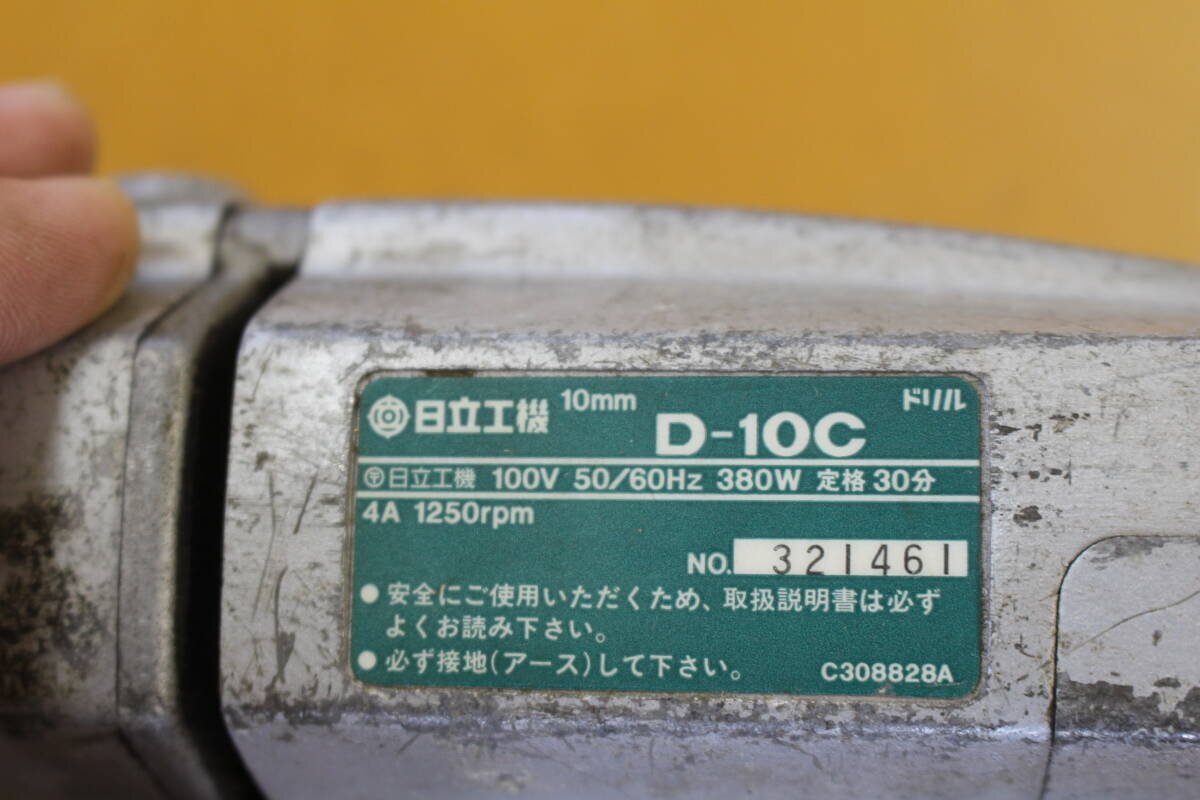 日立工機 10mm D-10C ドリル
〶日立工機 100V 50/60Hz 380W 定格 30分
4A 1250rpm
NO. 321461
● 安全にご使用いただくため、取扱説明書は必ず
よくお読み下さい。
● 必ず接地(アース)して下さい。 C308828A